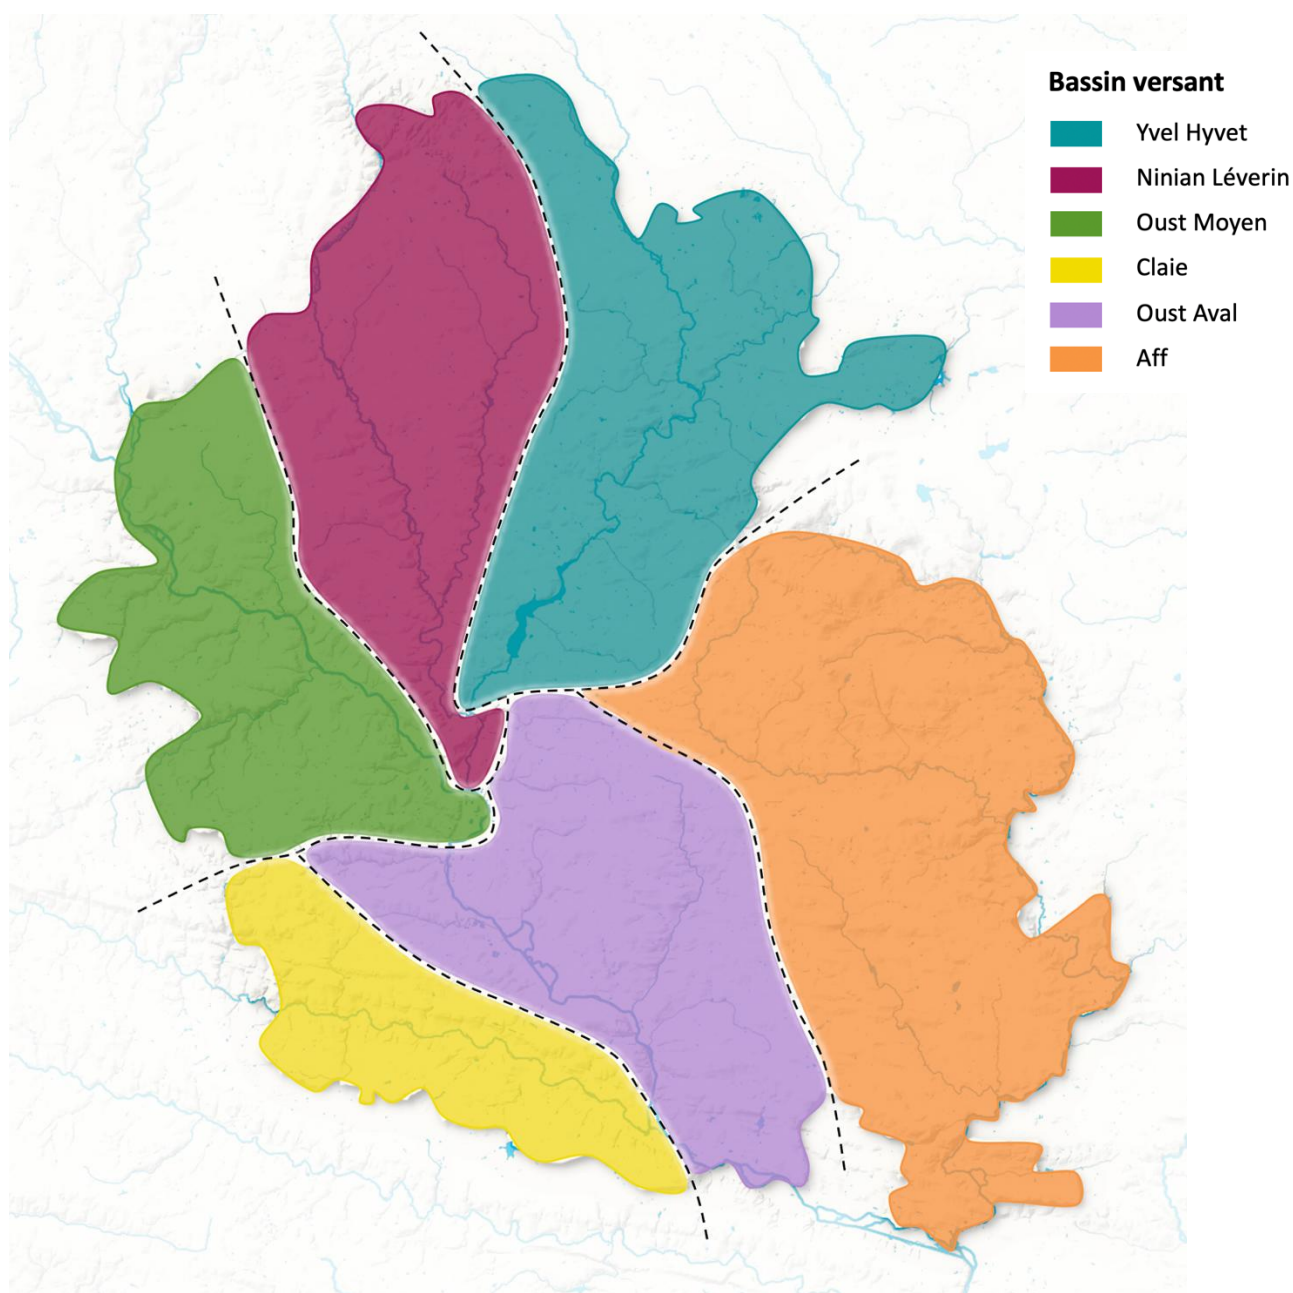 Bassin versant
Yvel Hyvet
Ninian Léverin
Oust Moyen
Claie
Oust Aval
Aff